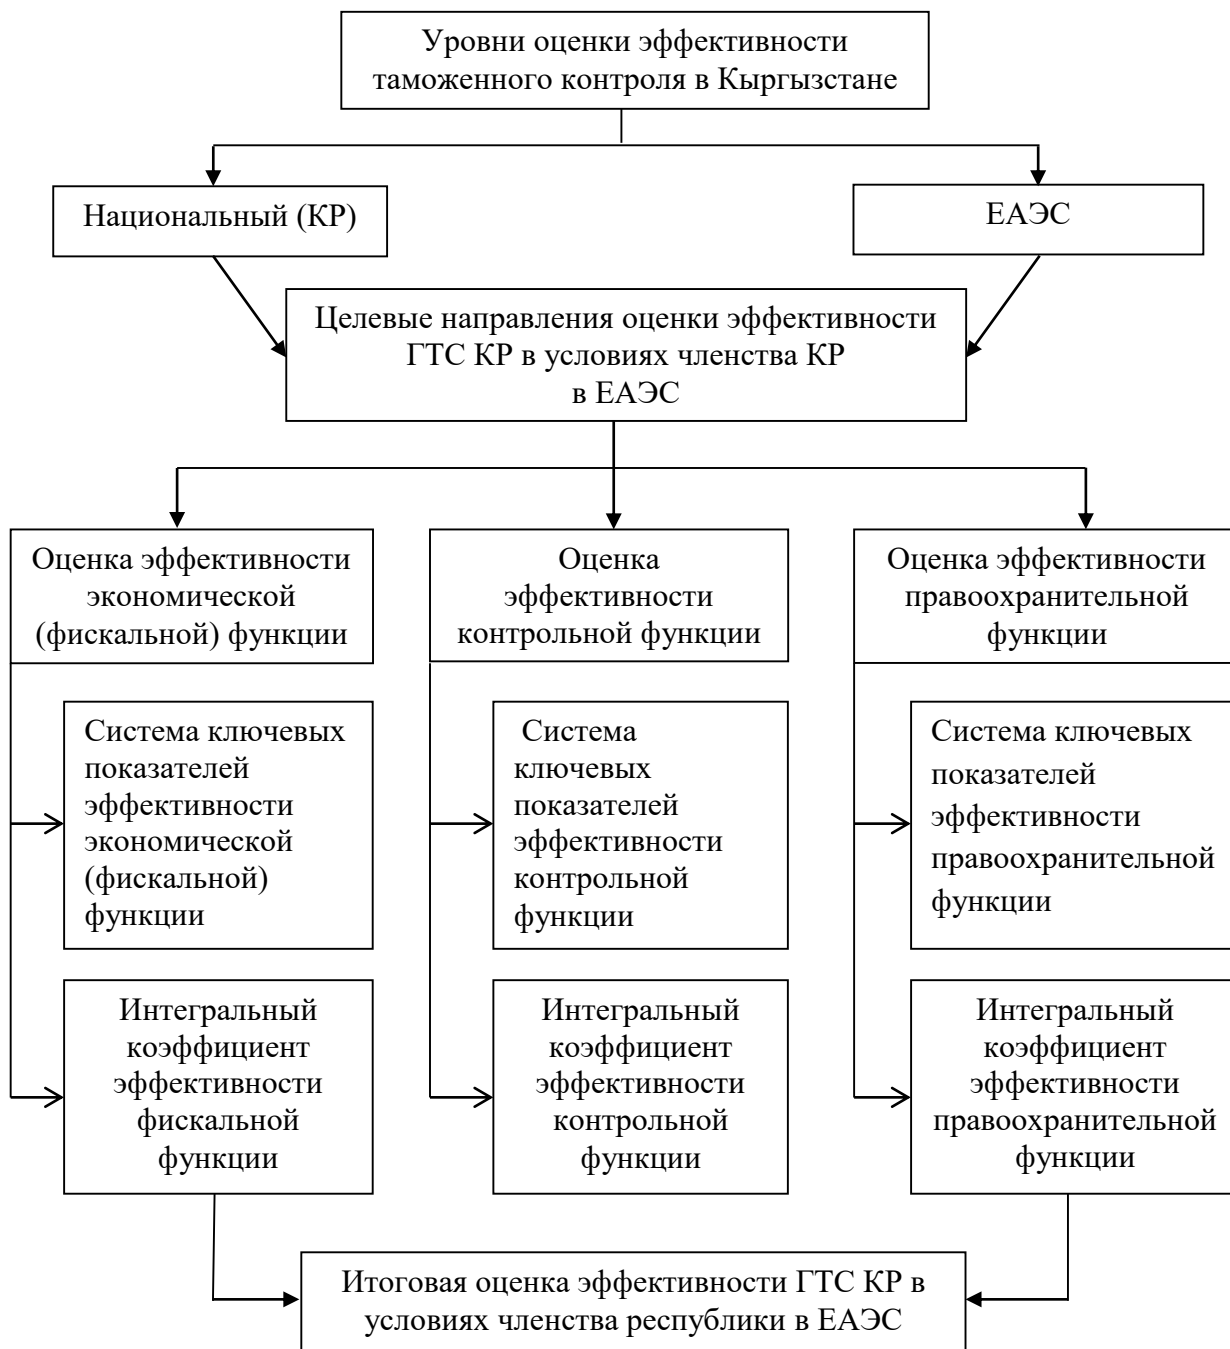 Уровни оценки эффективности
таможенного контроля в Кыргызстане
Национальный (КР)
ЕАЭС
Целевые направления оценки эффективности
ГТС КР в условиях членства КР
в ЕАЭС
Оценка эффективности
экономической
(фискальной) функции
Оценка
эффективности
контрольной функции
Оценка эффективности
правоохранительной
функции
Система ключевых
показателей
эффективности
экономической
(фискальной)
функции
Система
ключевых
показателей
эффективности
контрольной
функции
Система ключевых
показателей
эффективности
правоохранительной
функции
Интегральный
коэффициент
эффективности
фискальной
функции
Интегральный
коэффициент
эффективности
контрольной
функции
Интегральный
коэффициент
эффективности
правоохранительной
функции
Итоговая оценка эффективности ГТС КР в
условиях членства республики в ЕАЭС